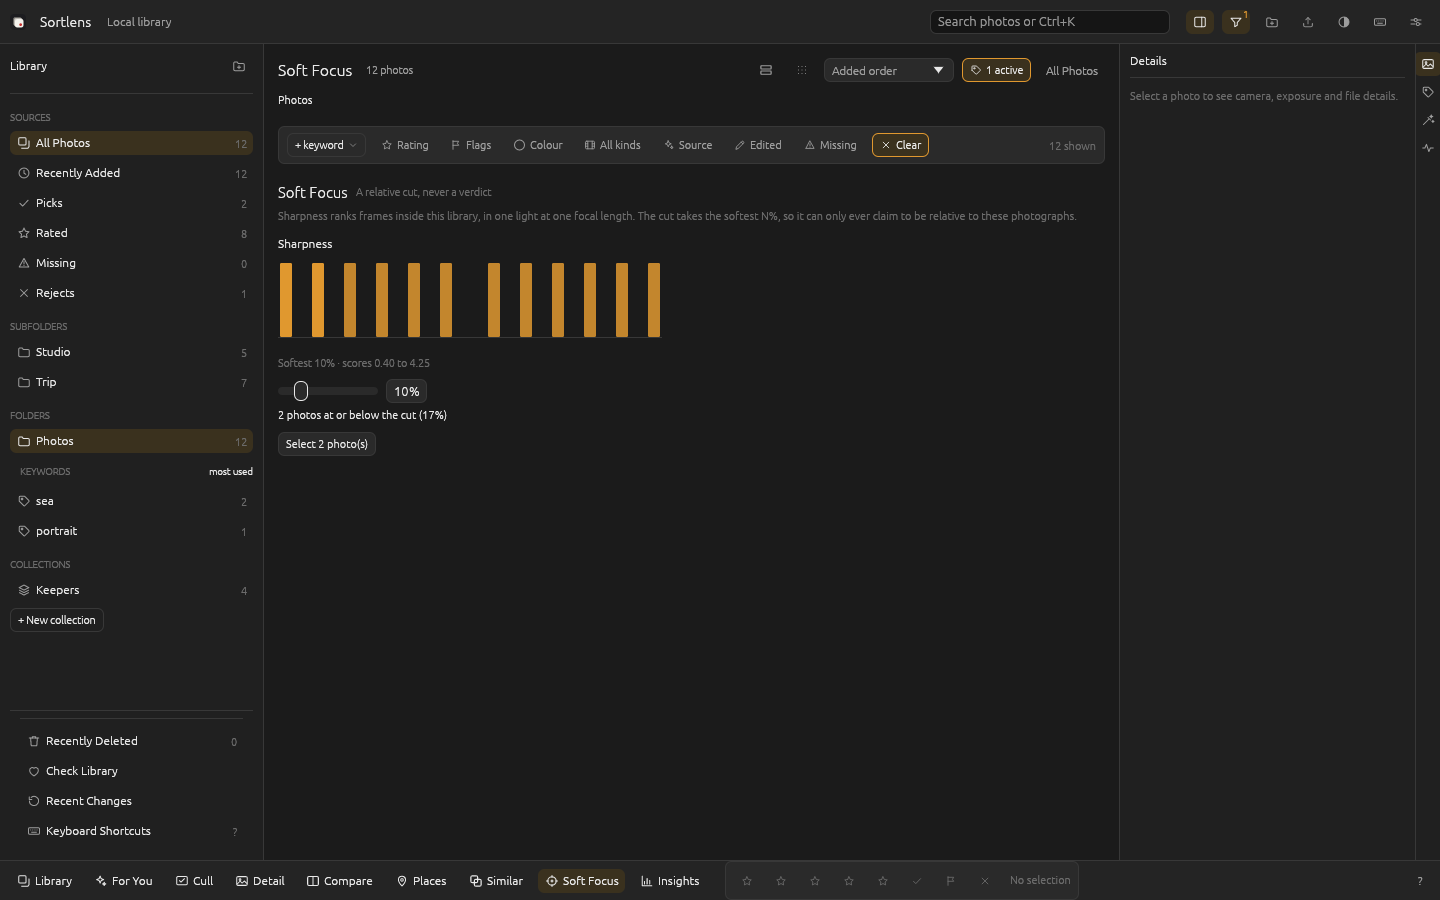 Sortlens Local library Search photos or Ctrl+K 1
Library
SOURCES
All Photos 12
Recently Added 12
Picks 2
Rated 8
Missing 0
Rejects 1
SUBFOLDERS
Studio 5
Trip 7
FOLDERS
Photos 12
KEYWORDS most used
sea 2
portrait 1
COLLECTIONS
Keepers 4
+ New collection
Recently Deleted 0
Check Library
Recent Changes
Keyboard Shortcuts ?
Soft Focus 12 photos Added order 1 active All Photos
Photos
+ keyword Rating Flags Colour All kinds Source Edited Missing Clear 12 shown
Soft Focus A relative cut, never a verdict
Sharpness ranks frames inside this library, in one light at one focal length. The cut takes the softest N%, so it can only ever claim to be relative to these photographs.
Sharpness
Softest 10% · scores 0.40 to 4.25
10%
2 photos at or below the cut (17%)
Select 2 photo(s)
Details
Select a photo to see camera, exposure and file details.
Library For You Cull Detail Compare Places Similar Soft Focus Insights No selection ?